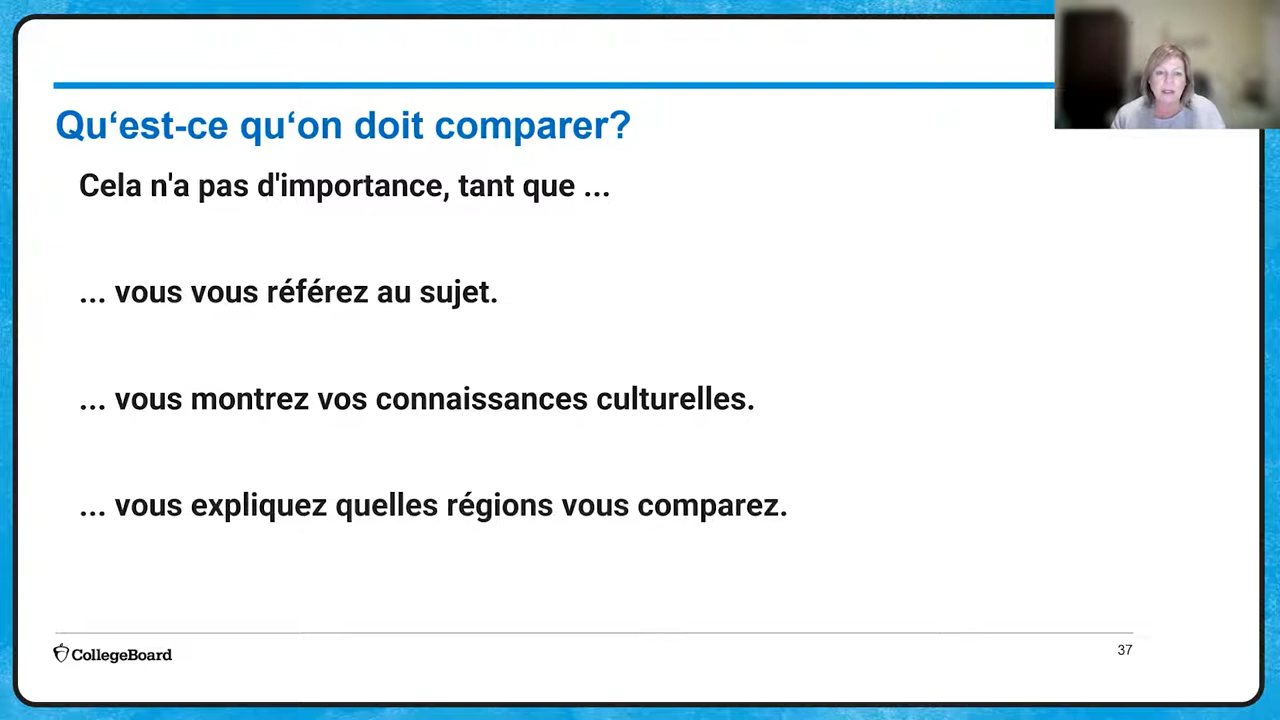 Qu‘est-ce qu‘on doit comparer?
Cela n'a pas d'importance, tant que ...
... vous vous référez au sujet.
... vous montrez vos connaissances culturelles.
... vous expliquez quelles régions vous comparez.
CollegeBoard
37